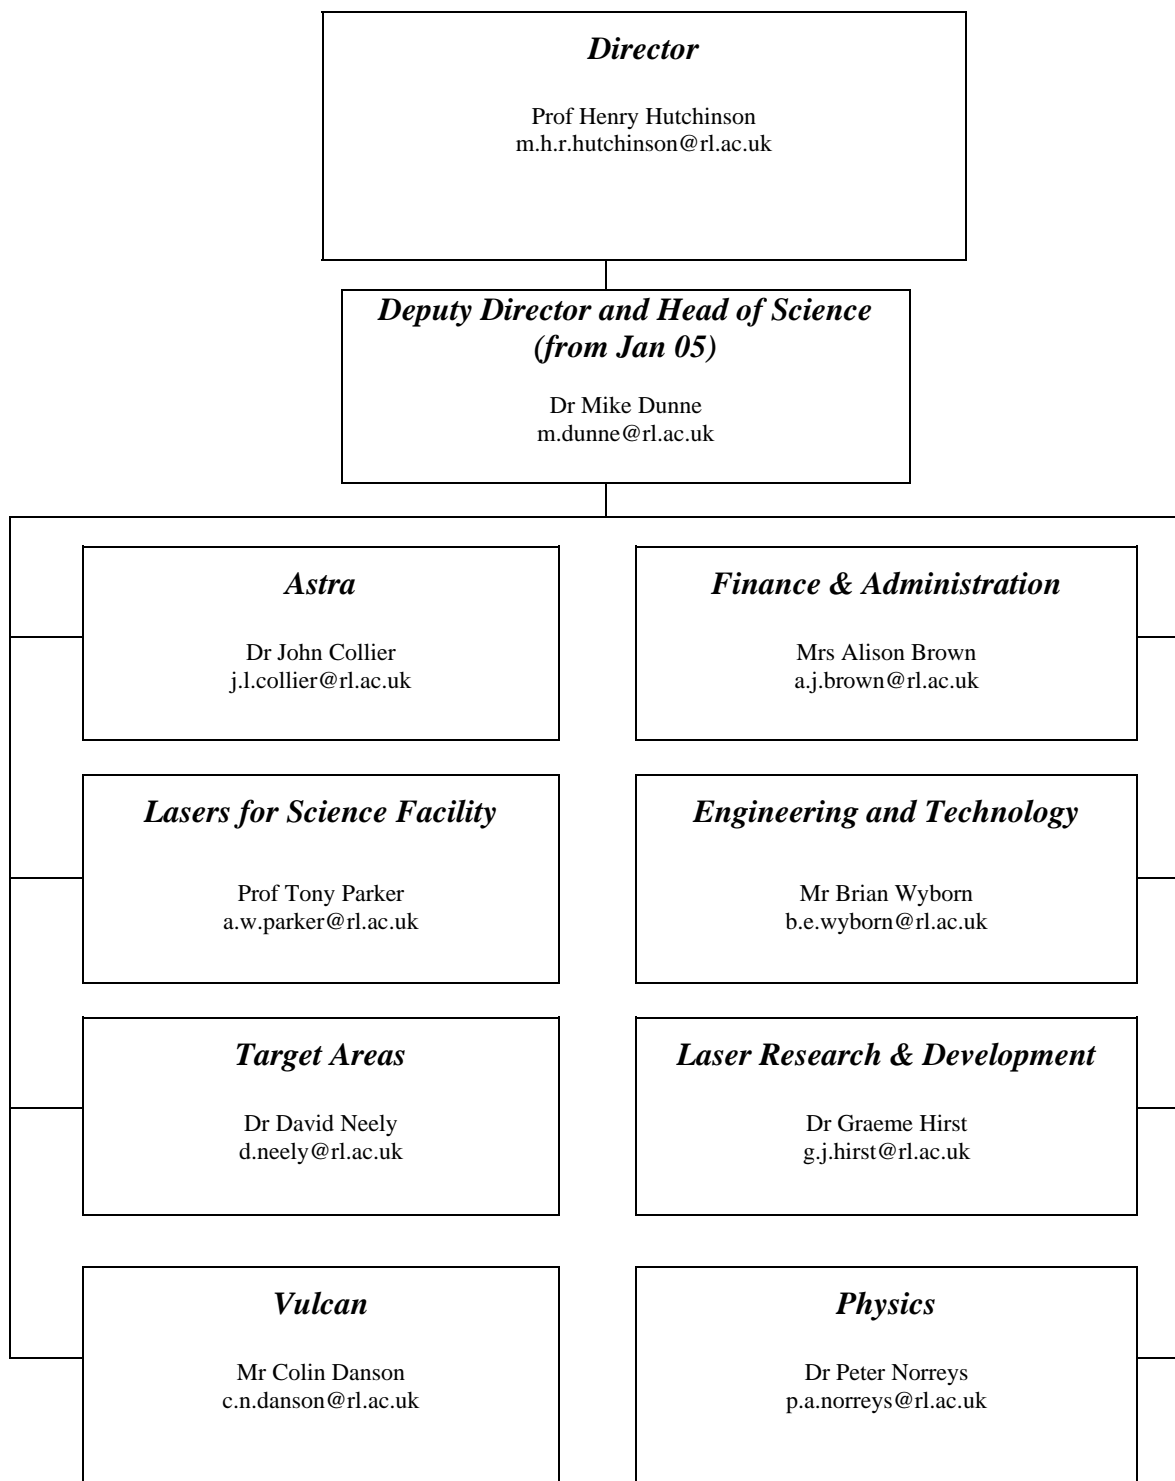 Director
Prof Henry Hutchinson
m.h.r.hutchinson@rl.ac.uk
Deputy Director and Head of Science
(from Jan 05)
Dr Mike Dunne
m.dunne@rl.ac.uk
Astra
Dr John Collier
j.l.collier@rl.ac.uk
Finance & Administration
Mrs Alison Brown
a.j.brown@rl.ac.uk
Lasers for Science Facility
Prof Tony Parker
a.w.parker@rl.ac.uk
Engineering and Technology
Mr Brian Wyborn
b.e.wyborn@rl.ac.uk
Target Areas
Dr David Neely
d.neely@rl.ac.uk
Laser Research & Development
Dr Graeme Hirst
g.j.hirst@rl.ac.uk
Vulcan
Mr Colin Danson
c.n.danson@rl.ac.uk
Physics
Dr Peter Norreys
p.a.norreys@rl.ac.uk